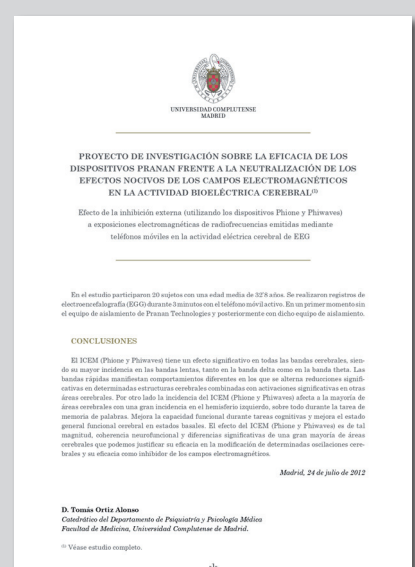 UNIVERSIDAD COMPLUTENSE
MADRID
PROYECTO DE INVESTIGACIÓN SOBRE LA EFICACIA DE LOS
DISPOSITIVOS PRANAN FRENTE A LA NEUTRALIZACIÓN DE LOS
EFECTOS NOCIVOS DE LOS CAMPOS ELECTROMAGNÉTICOS
EN LA ACTIVIDAD BIOELÉCTRICA CEREBRAL(1)
Efecto de la inhibición externa (utilizando los dispositivos Phione y Phiwaves)
a exposiciones electromagnéticas de radiofrecuencias emitidas mediante
teléfonos móviles en la actividad eléctrica cerebral de EEG
En el estudio participaron 20 sujetos con una edad media de 32'8 años. Se realizaron registros de
electroencefalografía (EGG) durante 3 minutos con el teléfono móvil activo. En un primer momento sin
el equipo de aislamiento de Pranan Technologies y posteriormente con dicho equipo de aislamiento.
CONCLUSIONES
El ICEM (Phione y Phiwaves) tiene un efecto significativo en todas las bandas cerebrales, sien-
do su mayor incidencia en las bandas lentas, tanto en la banda delta como en la banda theta. Las
bandas rápidas manifiestan comportamientos diferentes en los que se alterna reducciones signifi-
cativas en determinadas estructuras cerebrales combinadas con activaciones significativas en otras
áreas cerebrales. Por otro lado la incidencia del ICEM (Phione y Phiwaves) afecta a la mayoría de
áreas cerebrales con una gran incidencia en el hemisferio izquierdo, sobre todo durante la tarea de
memoria de palabras. Mejora la capacidad funcional durante tareas cognitivas y mejora el estado
general funcional cerebral en estados basales. El efecto del ICEM (Phione y Phiwaves) es de tal
magnitud, coherencia neurofuncional y diferencias significativas de una gran mayoría de áreas
cerebrales que podemos justificar su eficacia en la modificación de determinadas oscilaciones cere-
brales y su eficacia como inhibidor de los campos electromagnéticos.
Madrid, 24 de julio de 2012
D. Tomás Ortiz Alonso
Catedrático del Departamento de Psiquiatría y Psicología Médica
Facultad de Medicina, Universidad Complutense de Madrid.
(1) Véase estudio completo.